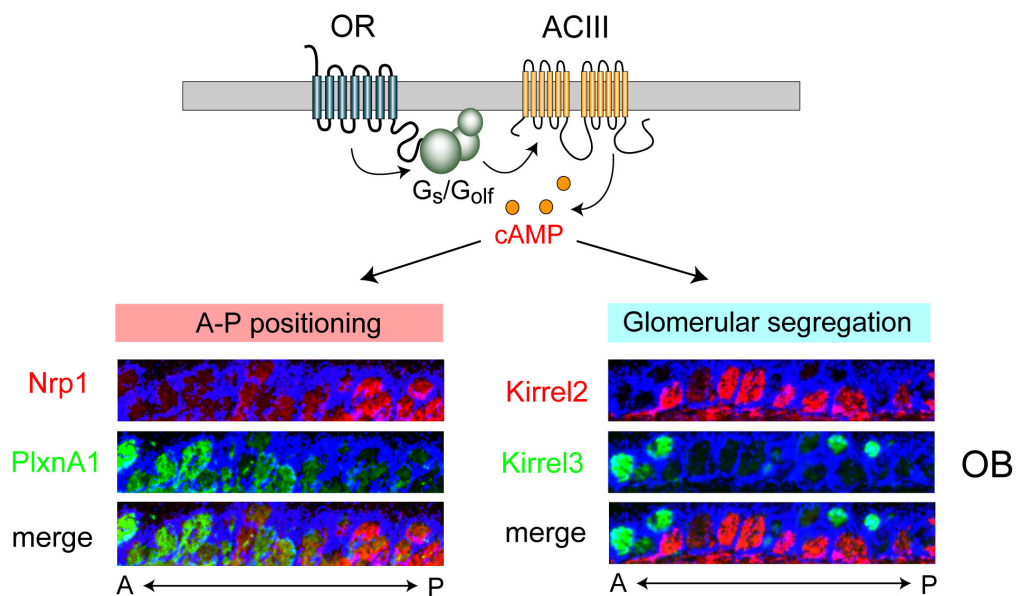 OR
ACIII
Gs/Golf
cAMP
A-P positioning
Nrp1
PlxnA1
merge
A
P
Glomerular segregation
Kirrel2
Kirrel3
merge
A
P
OB